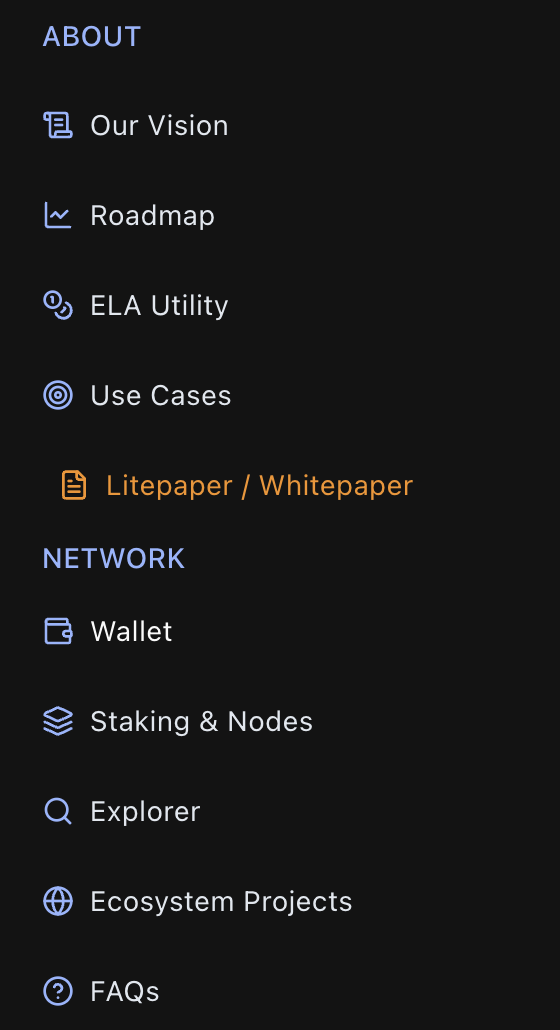 ABOUT
Our Vision
Roadmap
ELA Utility
Use Cases
Litepaper / Whitepaper
NETWORK
Wallet
Staking & Nodes
Explorer
Ecosystem Projects
FAQs